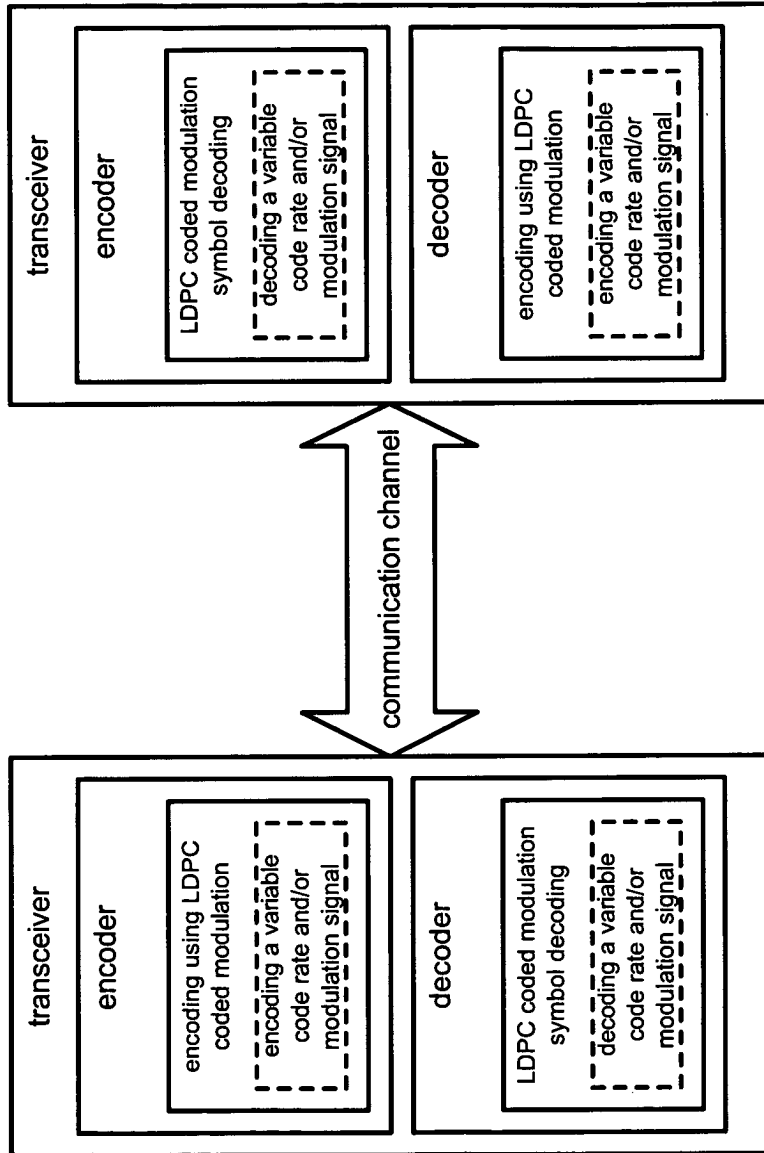 transceiver
encoder
encoding using LDPC
coded modulation
encoding a variable
code rate and/or
modulation signal
decoder
LDPC coded modulation
symbol decoding
decoding a variable
code rate and/or
modulation signal
communication channel
transceiver
encoder
LDPC coded modulation
symbol decoding
decoding a variable
code rate and/or
modulation signal
decoder
encoding using LDPC
coded modulation
encoding a variable
code rate and/or
modulation signal